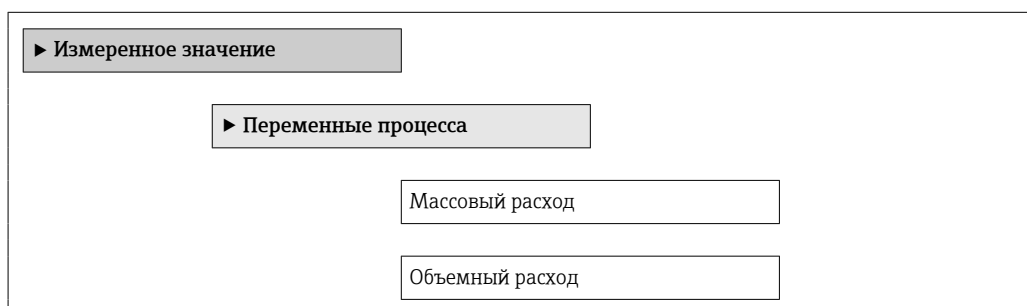 ▶ Измеренное значение
▶ Переменные процесса
Массовый расход
Объемный расход